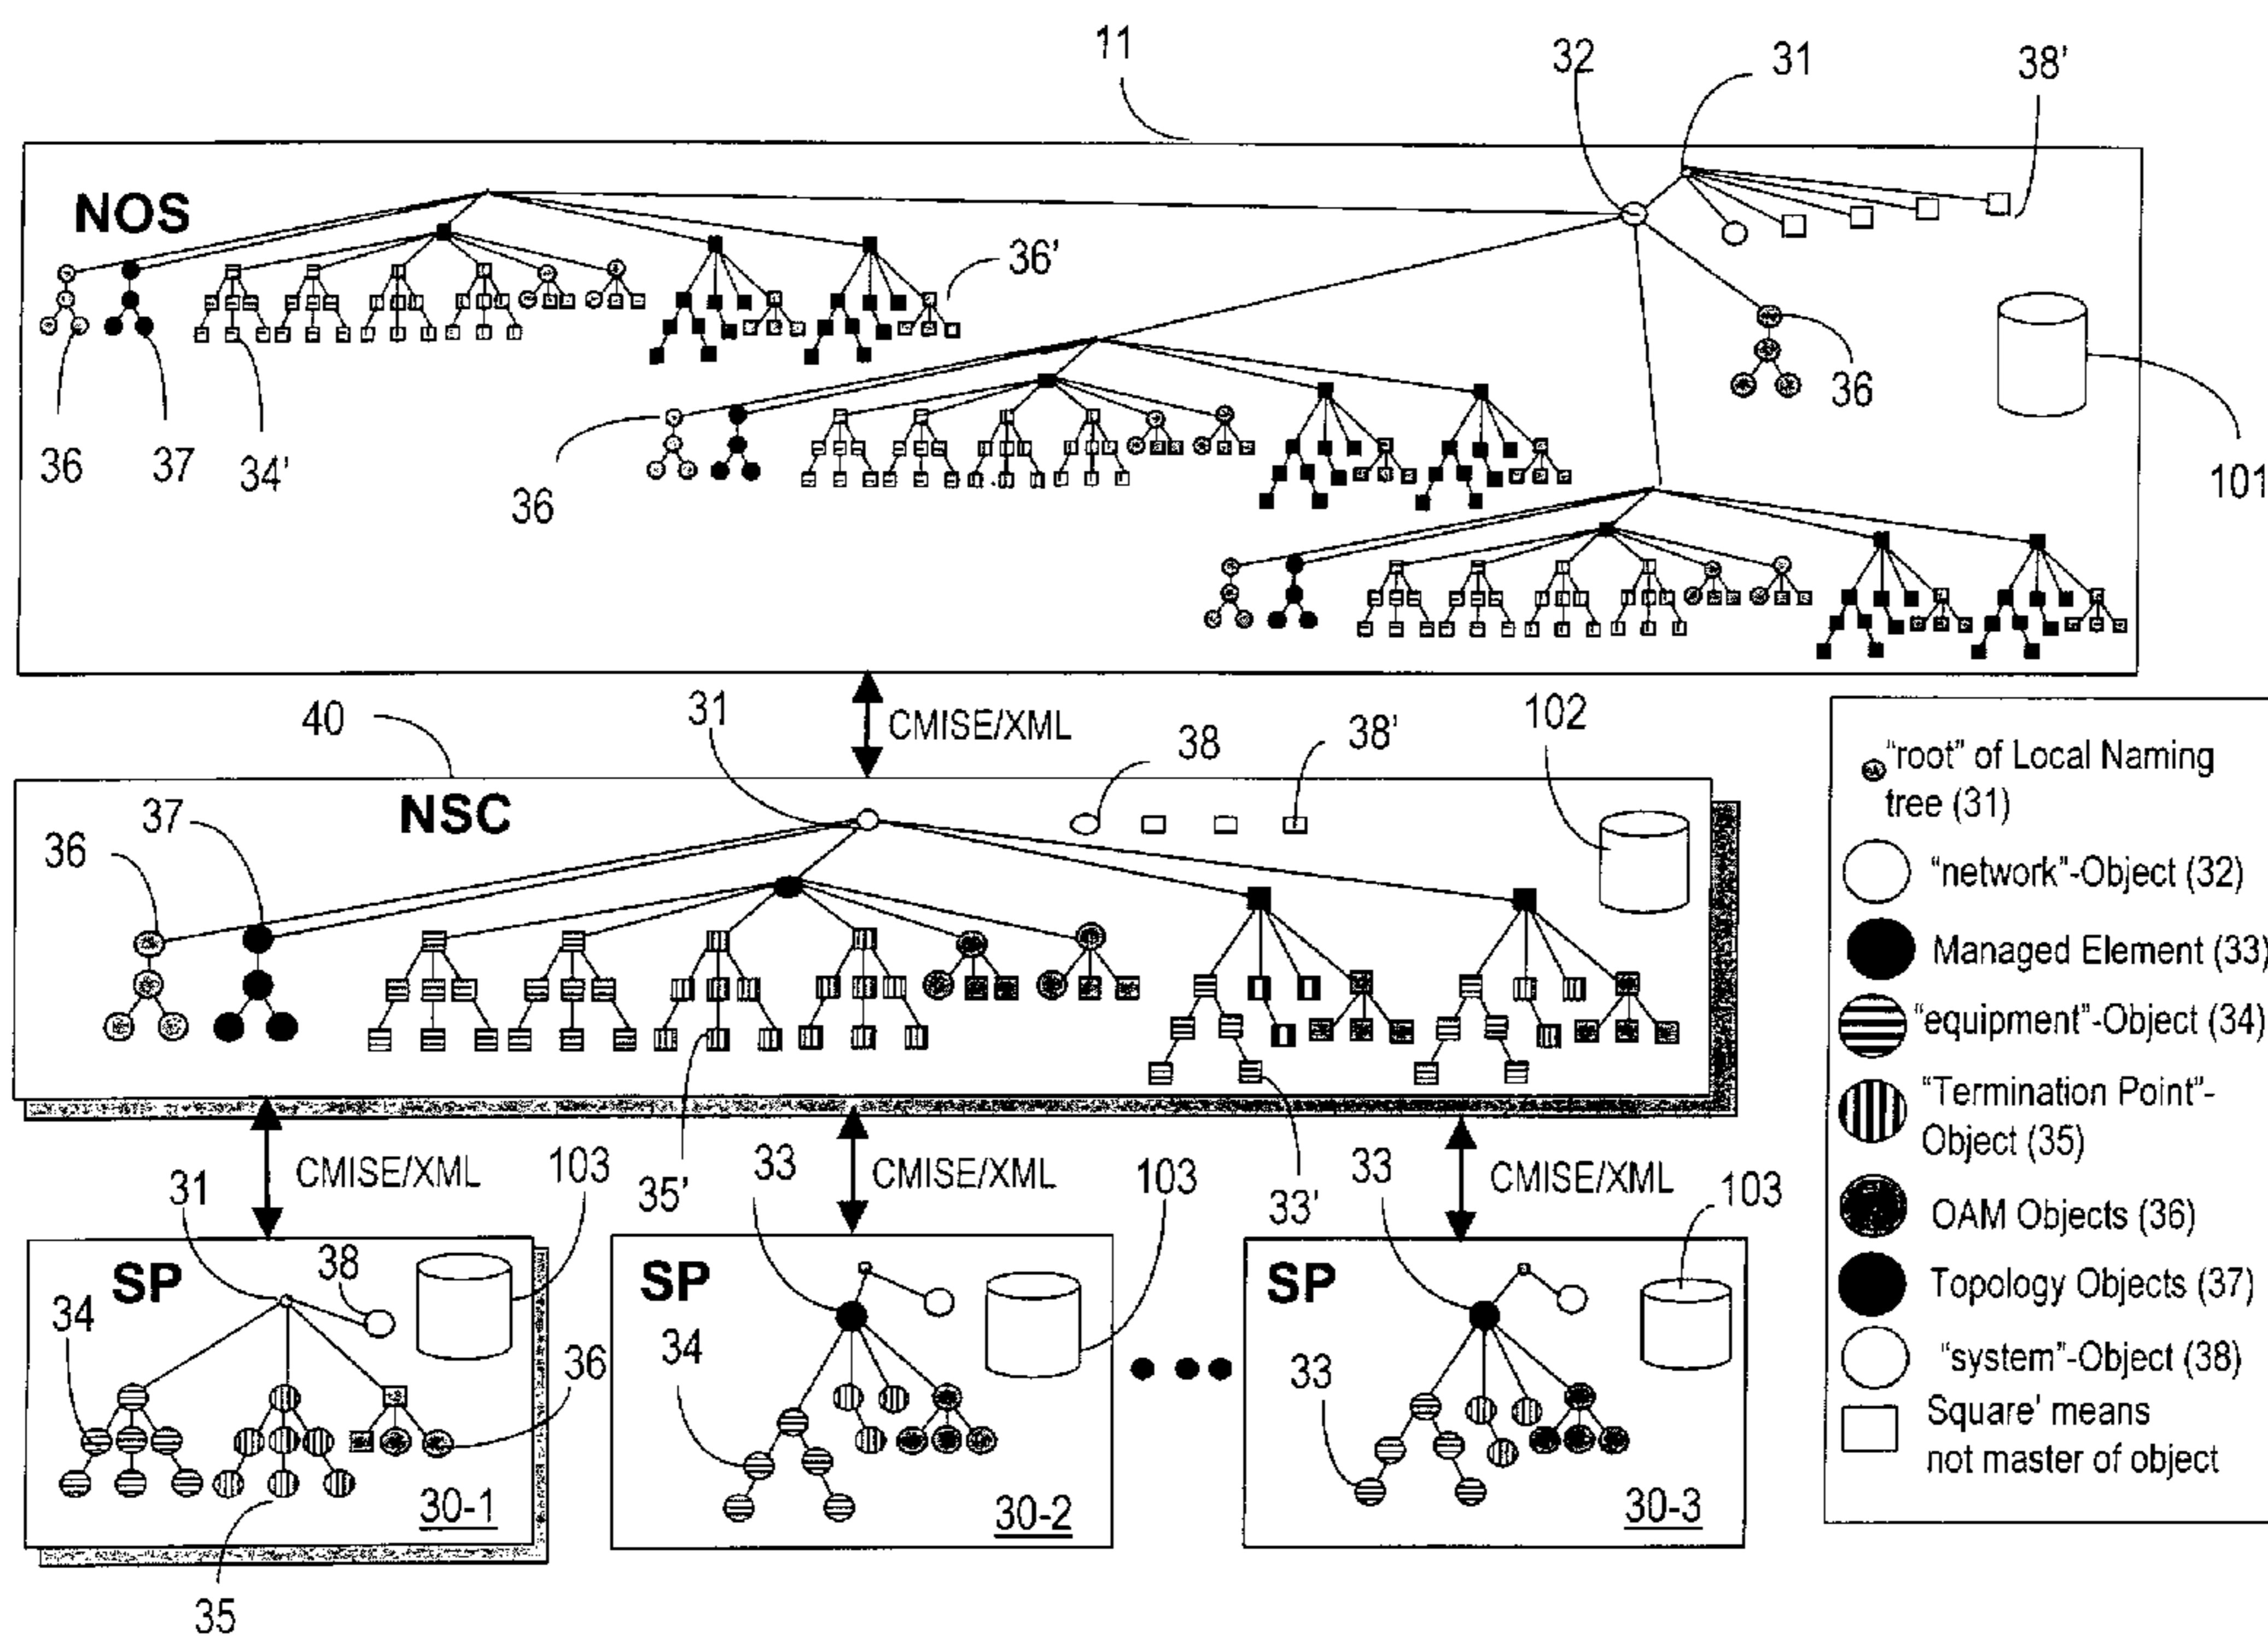 11
32
31
38'
NOS
36'
36
36
37
34'
36
101
40
31
CMISE/XML
38
38'
102
NSC
37
36
"root" of Local Naming
tree (31)
"network"-Object (32)
Managed Element (33)
"equipment"-Object (34)
"Termination Point"-
Object (35)
OAM Objects (36)
Topology Objects (37)
"system"-Object (38)
Square' means
not master of object
31
CMISE/XML
103
35'
33
CMISE/XML
103
33'
33
CMISE/XML
103
SP
38
34
36
30-1
35
SP
34
30-2
SP
33
30-3